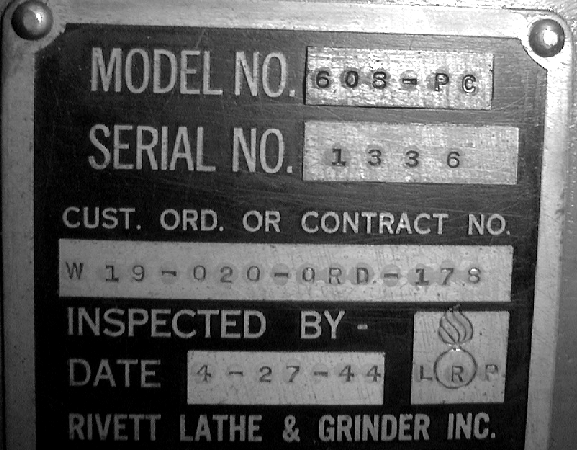 MODEL NO. 608-PC
SERIAL NO. 1336
CUST. ORD. OR CONTRACT NO.
W 19-020-ORD-178
INSPECTED BY-
DATE 4-27-44 L R P
RIVETT LATHE & GRINDER INC.